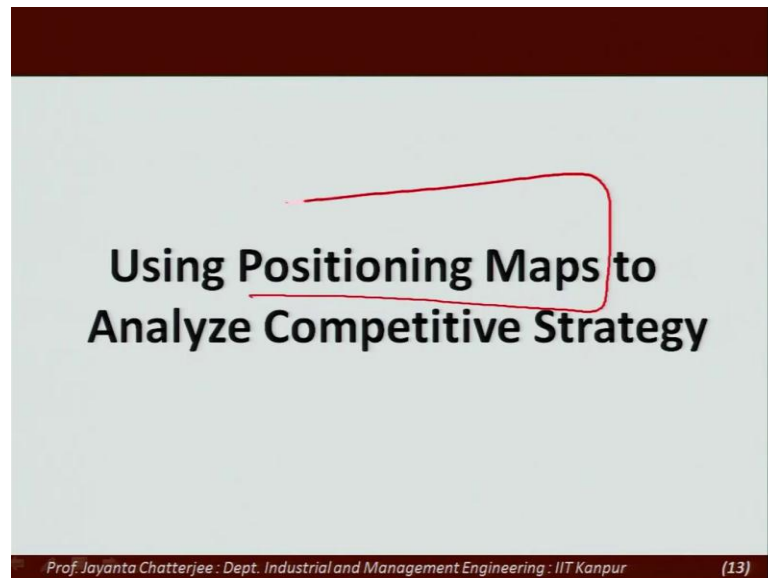 Using Positioning Maps to
Analyze Competitive Strategy
Prof. Jayanta Chatterjee : Dept. Industrial and Management Engineering : IIT Kanpur (13)